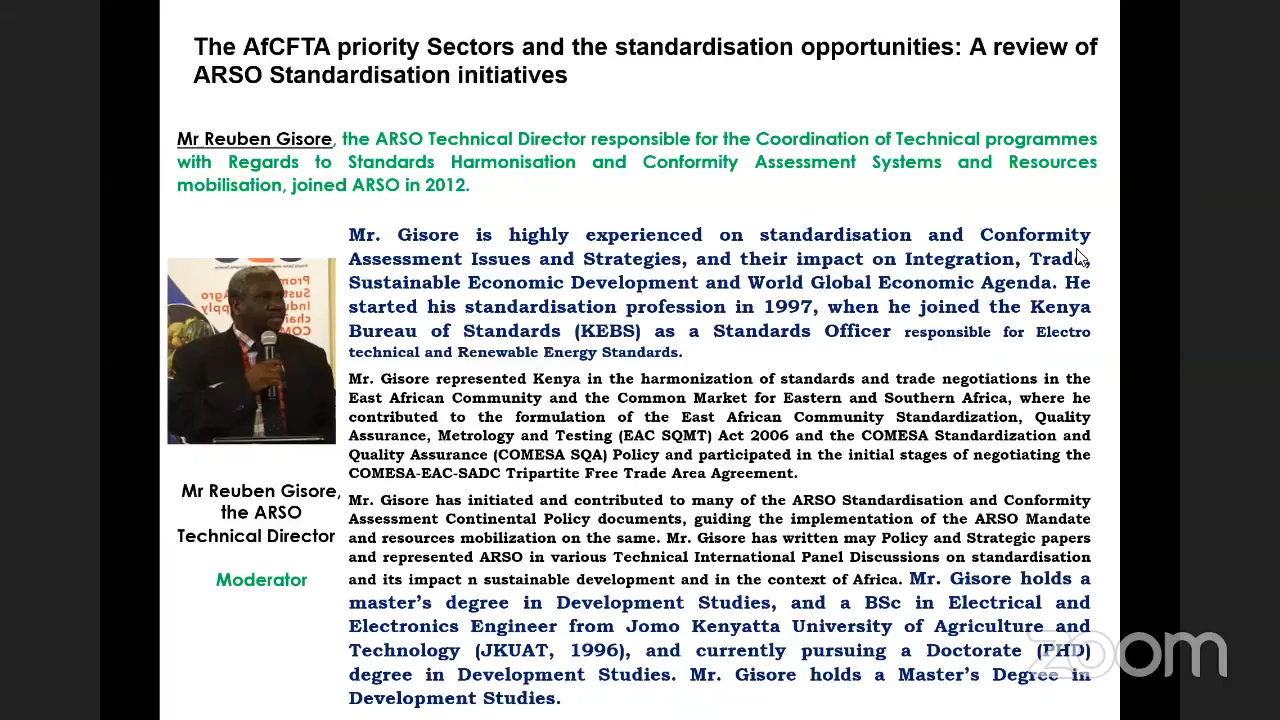 The AfCFTA priority Sectors and the standardisation opportunities: A review of
ARSO Standardisation initiatives
Mr Reuben Gisore, the ARSO Technical Director responsible for the Coordination of Technical programmes
with Regards to Standards Harmonisation and Conformity Assessment Systems and Resources
mobilisation, joined ARSO in 2012.
Mr. Gisore is highly experienced on standardisation and Conformity
Assessment Issues and Strategies, and their impact on Integration, Trade,
Sustainable Economic Development and World Global Economic Agenda. He
started his standardisation profession in 1997, when he joined the Kenya
Bureau of Standards (KEBS) as a Standards Officer responsible for Electro
technical and Renewable Energy Standards.
Mr. Gisore represented Kenya in the harmonization of standards and trade negotiations in the
East African Community and the Common Market for Eastern and Southern Africa, where he
contributed to the formulation of the East African Community Standardization, Quality
Assurance, Metrology and Testing (EAC SQMT) Act 2006 and the COMESA Standardization and
Quality Assurance (COMESA SQA) Policy and participated in the initial stages of negotiating the
COMESA-EAC-SADC Tripartite Free Trade Area Agreement.
Mr. Gisore has initiated and contributed to many of the ARSO Standardisation and Conformity
Assessment Continental Policy documents, guiding the implementation of the ARSO Mandate
and resources mobilization on the same. Mr. Gisore has written may Policy and Strategic papers
and represented ARSO in various Technical International Panel Discussions on standardisation
and its impact n sustainable development and in the context of Africa. Mr. Gisore holds a
master's degree in Development Studies, and a BSc in Electrical and
Electronics Engineer from Jomo Kenyatta University of Agriculture and
Technology (JKUAT, 1996), and currently pursuing a Doctorate (PHD)
degree in Development Studies. Mr. Gisore holds a Master's Degree in
Development Studies.
Mr Reuben Gisore,
the ARSO
Technical Director
Moderator
zoom